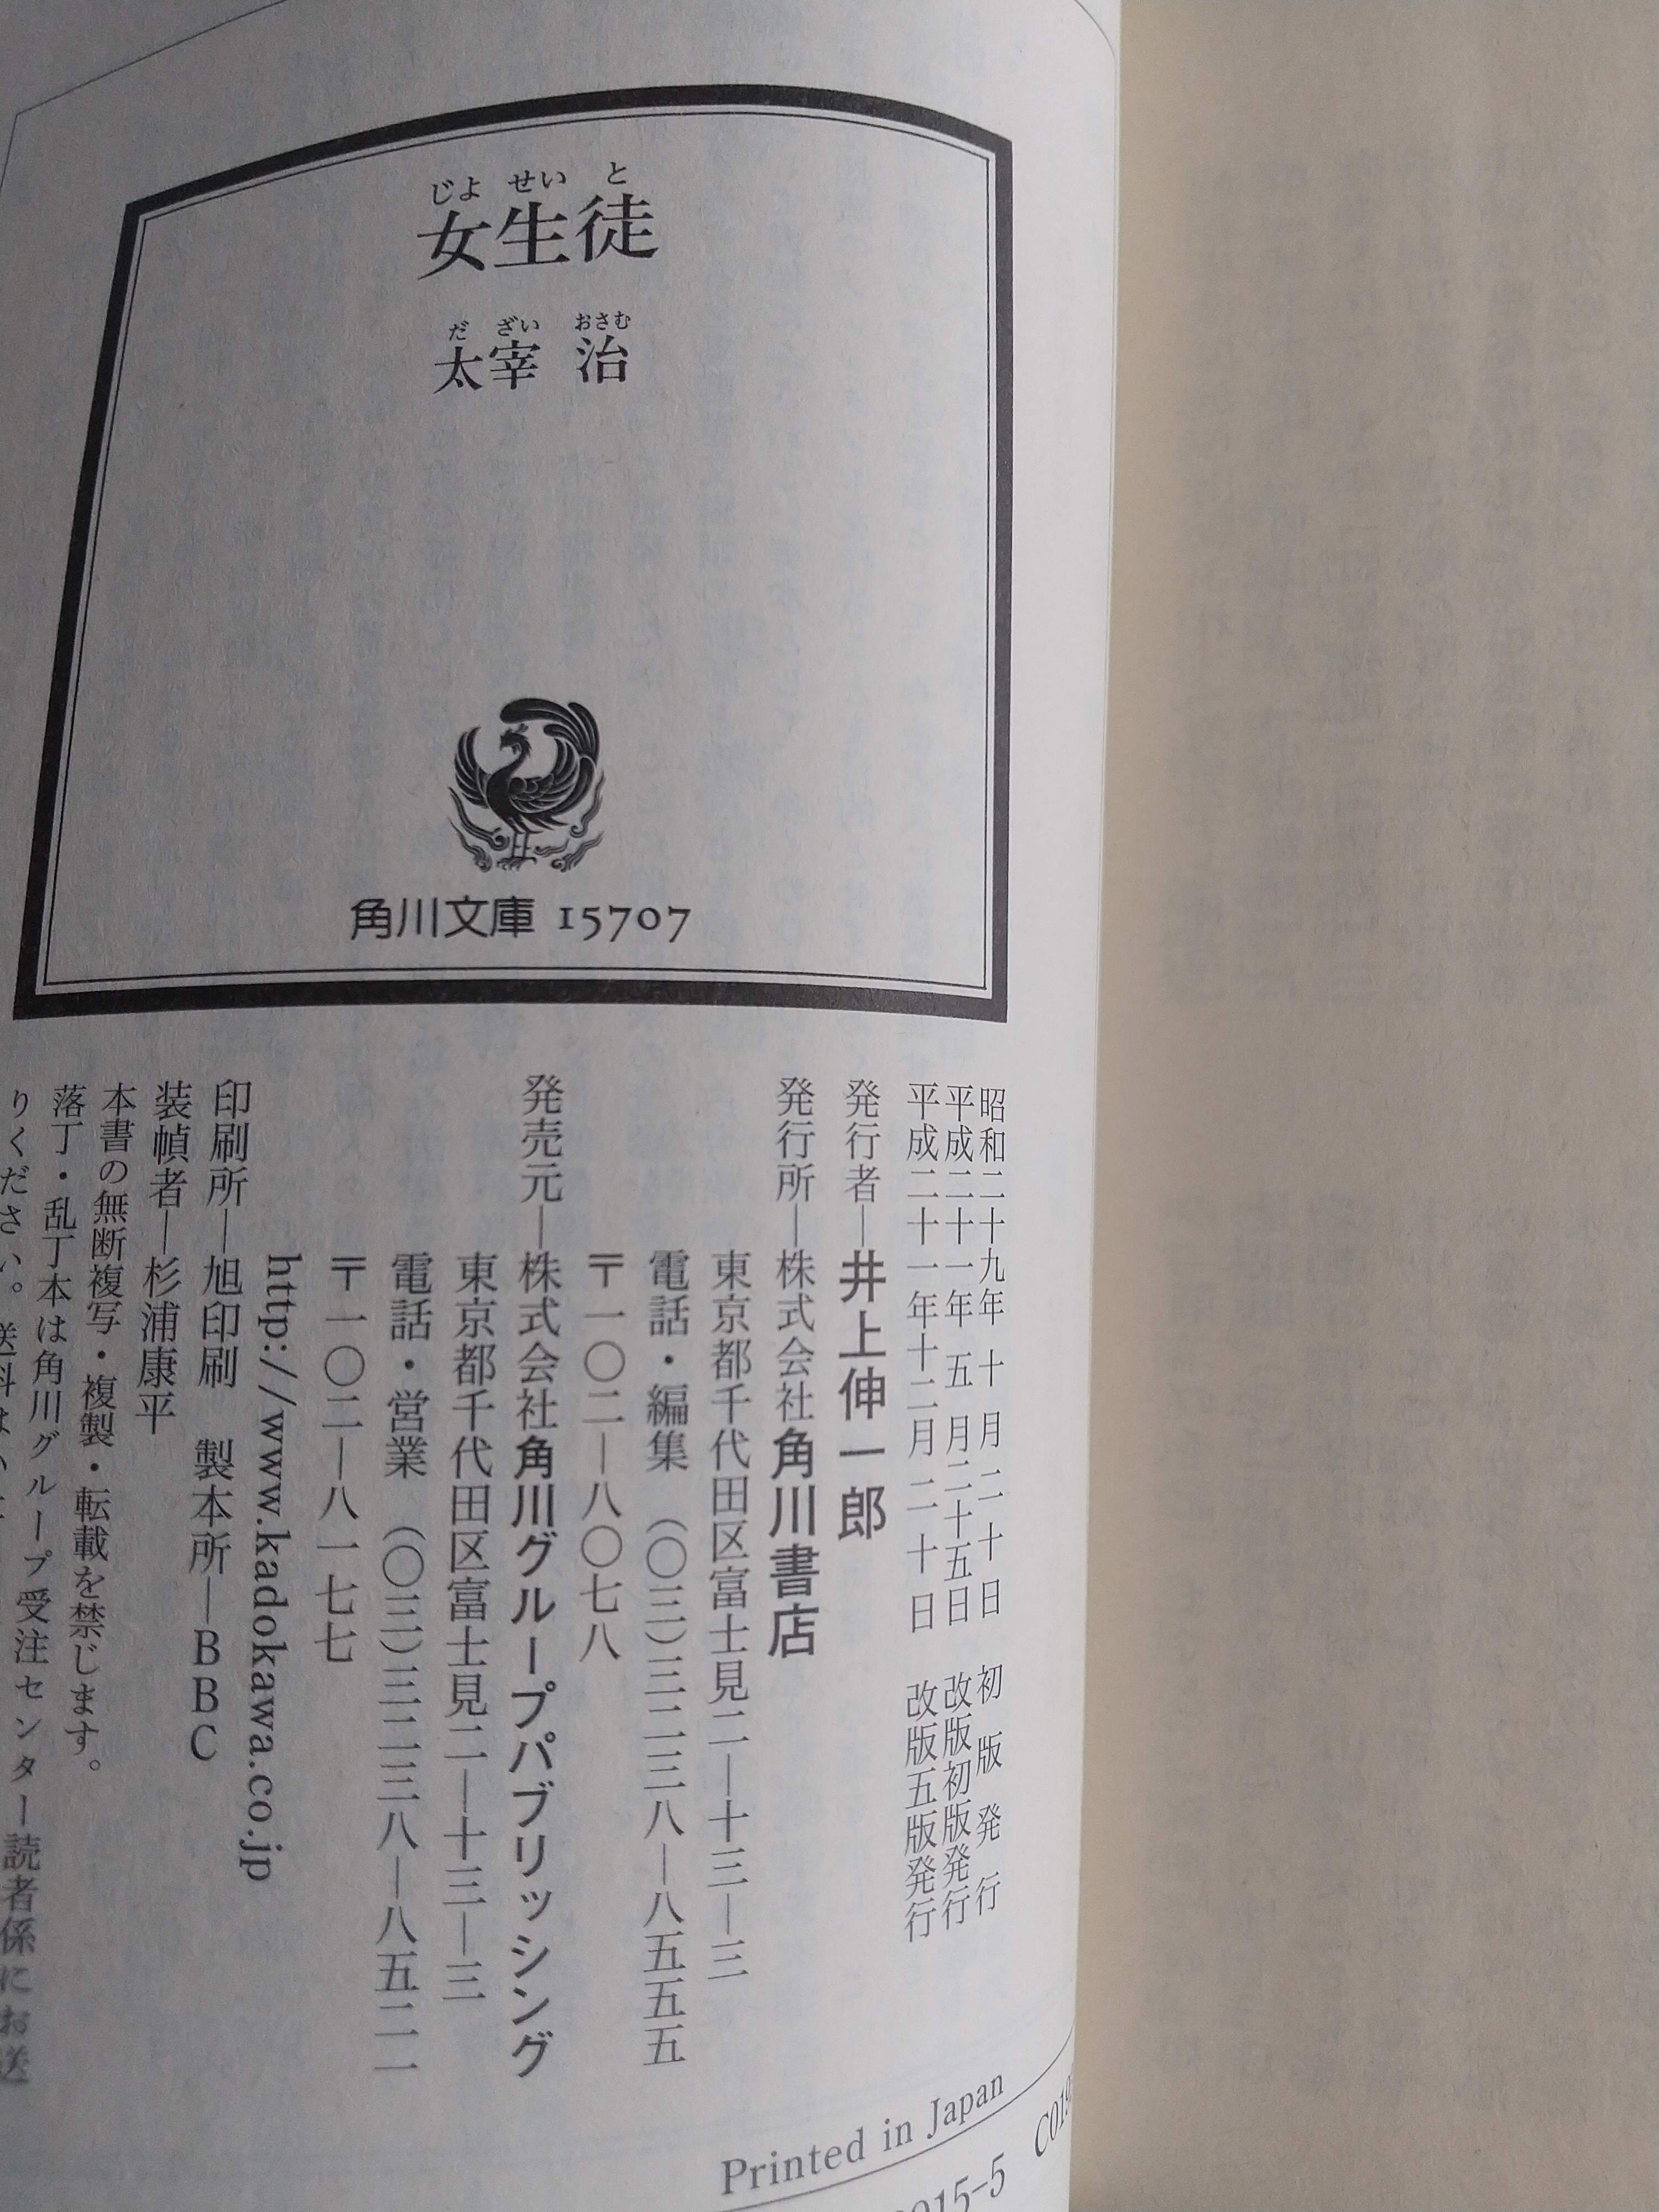 じよ せい と
女生徒
だ ざい おさむ
太宰 治
角川文庫 15707
昭和二十九年 十 月 二 十 日 初 版 発 行
平成二十一年 五 月二十五日 改版初版発行
平成二十一年十二月 二 十 日 改版五版発行
発行者―井上伸一郎
発行所―株式会社角川書店
東京都千代田区富士見二―十三―三
電話・編集 (〇三)三二三八―八五五五
〒一〇二―八〇七八
発売元―株式会社角川グループパブリッシング
東京都千代田区富士見二―十三―三
電話・営業 (〇三)三二三八―八五二一
〒一〇二―八一七七
http://www.kadokawa.co.jp
印刷所―旭印刷 製本所―BBC
装幀者―杉浦康平
本書の無断複写・複製・転載を禁じます。
落丁・乱丁本は角川グループ受注センター読者係にお送
りください。送料は
Printed in Japan
015-5 C019